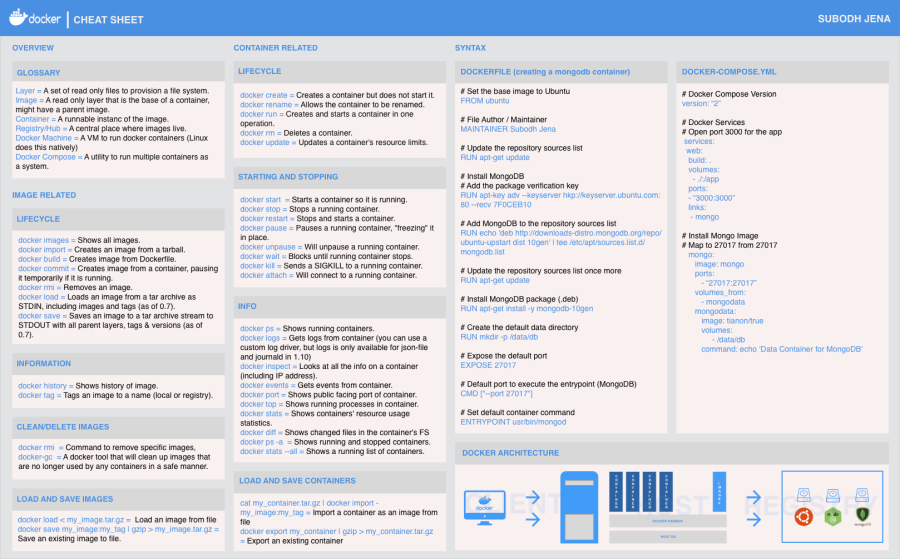 docker CHEAT SHEET
SUBODH JENA
OVERVIEW
GLOSSARY
Layer = A set of read only files to provision a file system.
Image = A read only layer that is the base of a container,
might have a parent image.
Container = A runnable instanc of the image.
Registry/Hub = A central place where images live.
Docker Machine = A VM to run docker containers (Linux
does this natively)
Docker Compose = A utility to run multiple containers as
a system.
IMAGE RELATED
LIFECYCLE
docker images = Shows all images.
docker import = Creates an image from a tarball.
docker build = Creates image from Dockerfile.
docker commit = Creates image from a container, pausing
it temporarily if it is running.
docker rmi = Removes an image.
docker load = Loads an image from a tar archive as
STDIN, including images and tags (as of 0.7).
docker save = Saves an image to a tar archive stream to
STDOUT with all parent layers, tags & versions (as of
0.7).
INFORMATION
docker history = Shows history of image.
docker tag = Tags an image to a name (local or registry).
CLEAN/DELETE IMAGES
docker rmi = Command to remove specific images,
docker-gc = A docker tool that will clean up images that
are no longer used by any containers in a safe manner.
LOAD AND SAVE IMAGES
docker load < my_image.tar.gz = Load an image from file
docker save my_image:my_tag | gzip > my_image.tar.gz =
Save an existing image to file.
CONTAINER RELATED
LIFECYCLE
docker create = Creates a container but does not start it.
docker rename = Allows the container to be renamed.
docker run = Creates and starts a container in one
operation.
docker rm = Deletes a container.
docker update = Updates a container's resource limits.
STARTING AND STOPPING
docker start = Starts a container so it is running.
docker stop = Stops a running container.
docker restart = Stops and starts a container.
docker pause = Pauses a running container, "freezing" it
in place.
docker unpause = Will unpause a running container.
docker wait = Blocks until running container stops.
docker kill = Sends a SIGKILL to a running container.
docker attach = Will connect to a running container.
INFO
docker ps = Shows running containers.
docker logs = Gets logs from container (you can use a
custom log driver, but logs is only available for json-file
and journald in 1.10)
docker inspect = Looks at all the info on a container
(including IP address).
docker events = Gets events from container.
docker port = Shows public facing port of container.
docker top = Shows running processes in container.
docker stats = Shows containers' resource usage
statistics.
docker diff = Shows changed files in the container's FS
docker ps -a = Shows running and stopped containers.
docker stats --all = Shows a running list of containers.
LOAD AND SAVE CONTAINERS
cat my_container.tar.gz | docker import -
my_image:my_tag = Import a container as an image from
file
docker export my_container | gzip > my_container.tar.gz
= Export an existing container
SYNTAX
DOCKERFILE (creating a mongodb container)
# Set the base image to Ubuntu
FROM ubuntu
# File Author / Maintainer
MAINTAINER Subodh Jena
# Update the repository sources list
RUN apt-get update
# Install MongoDB
# Add the package verification key
RUN apt-key adv --keyserver hkp://keyserver.ubuntu.com:
80 --recv 7F0CEB10
# Add MongoDB to the repository sources list
RUN echo 'deb http://downloads-distro.mongodb.org/repo/
ubuntu-upstart dist 10gen' | tee /etc/apt/sources.list.d/
mongodb.list
# Update the repository sources list once more
RUN apt-get update
# Install MongoDB package (.deb)
RUN apt-get install -y mongodb-10gen
# Create the default data directory
RUN mkdir -p /data/db
# Expose the default port
EXPOSE 27017
# Default port to execute the entrypoint (MongoDB)
CMD ["--port 27017"]
# Set default container command
ENTRYPOINT usr/bin/mongod
DOCKER-COMPOSE.YML
# Docker Compose Version
version: "2"
# Docker Services
# Open port 3000 for the app
services:
web:
build: .
volumes:
- ./:/app
ports:
- "3000:3000"
links:
- mongo
# Install Mongo Image
# Map to 27017 from 27017
mongo:
image: mongo
ports:
- "27017:27017"
volumes_from:
- mongodata
mongodata:
image: tianon/true
volumes:
- /data/db
command: echo 'Data Container for MongoDB'
DOCKER ARCHITECTURE
CONTAINER
CONTAINER
CONTAINER
CONTAINER
IMAGES
DOCKER DAEMON
HOST OS
REGISTRY
docker
mongoDB